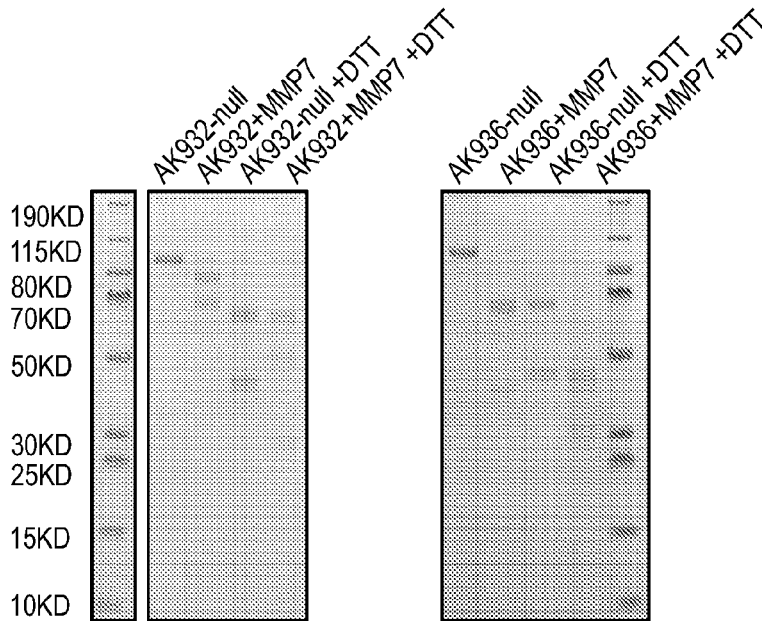 AK932-null
AK932+MMP7
AK932-null +DTT
AK932+MMP7 +DTT
AK936-null
AK936+MMP7
AK936-null +DTT
AK936+MMP7 +DTT
190KD
115KD
80KD
70KD
50KD
30KD
25KD
15KD
10KD